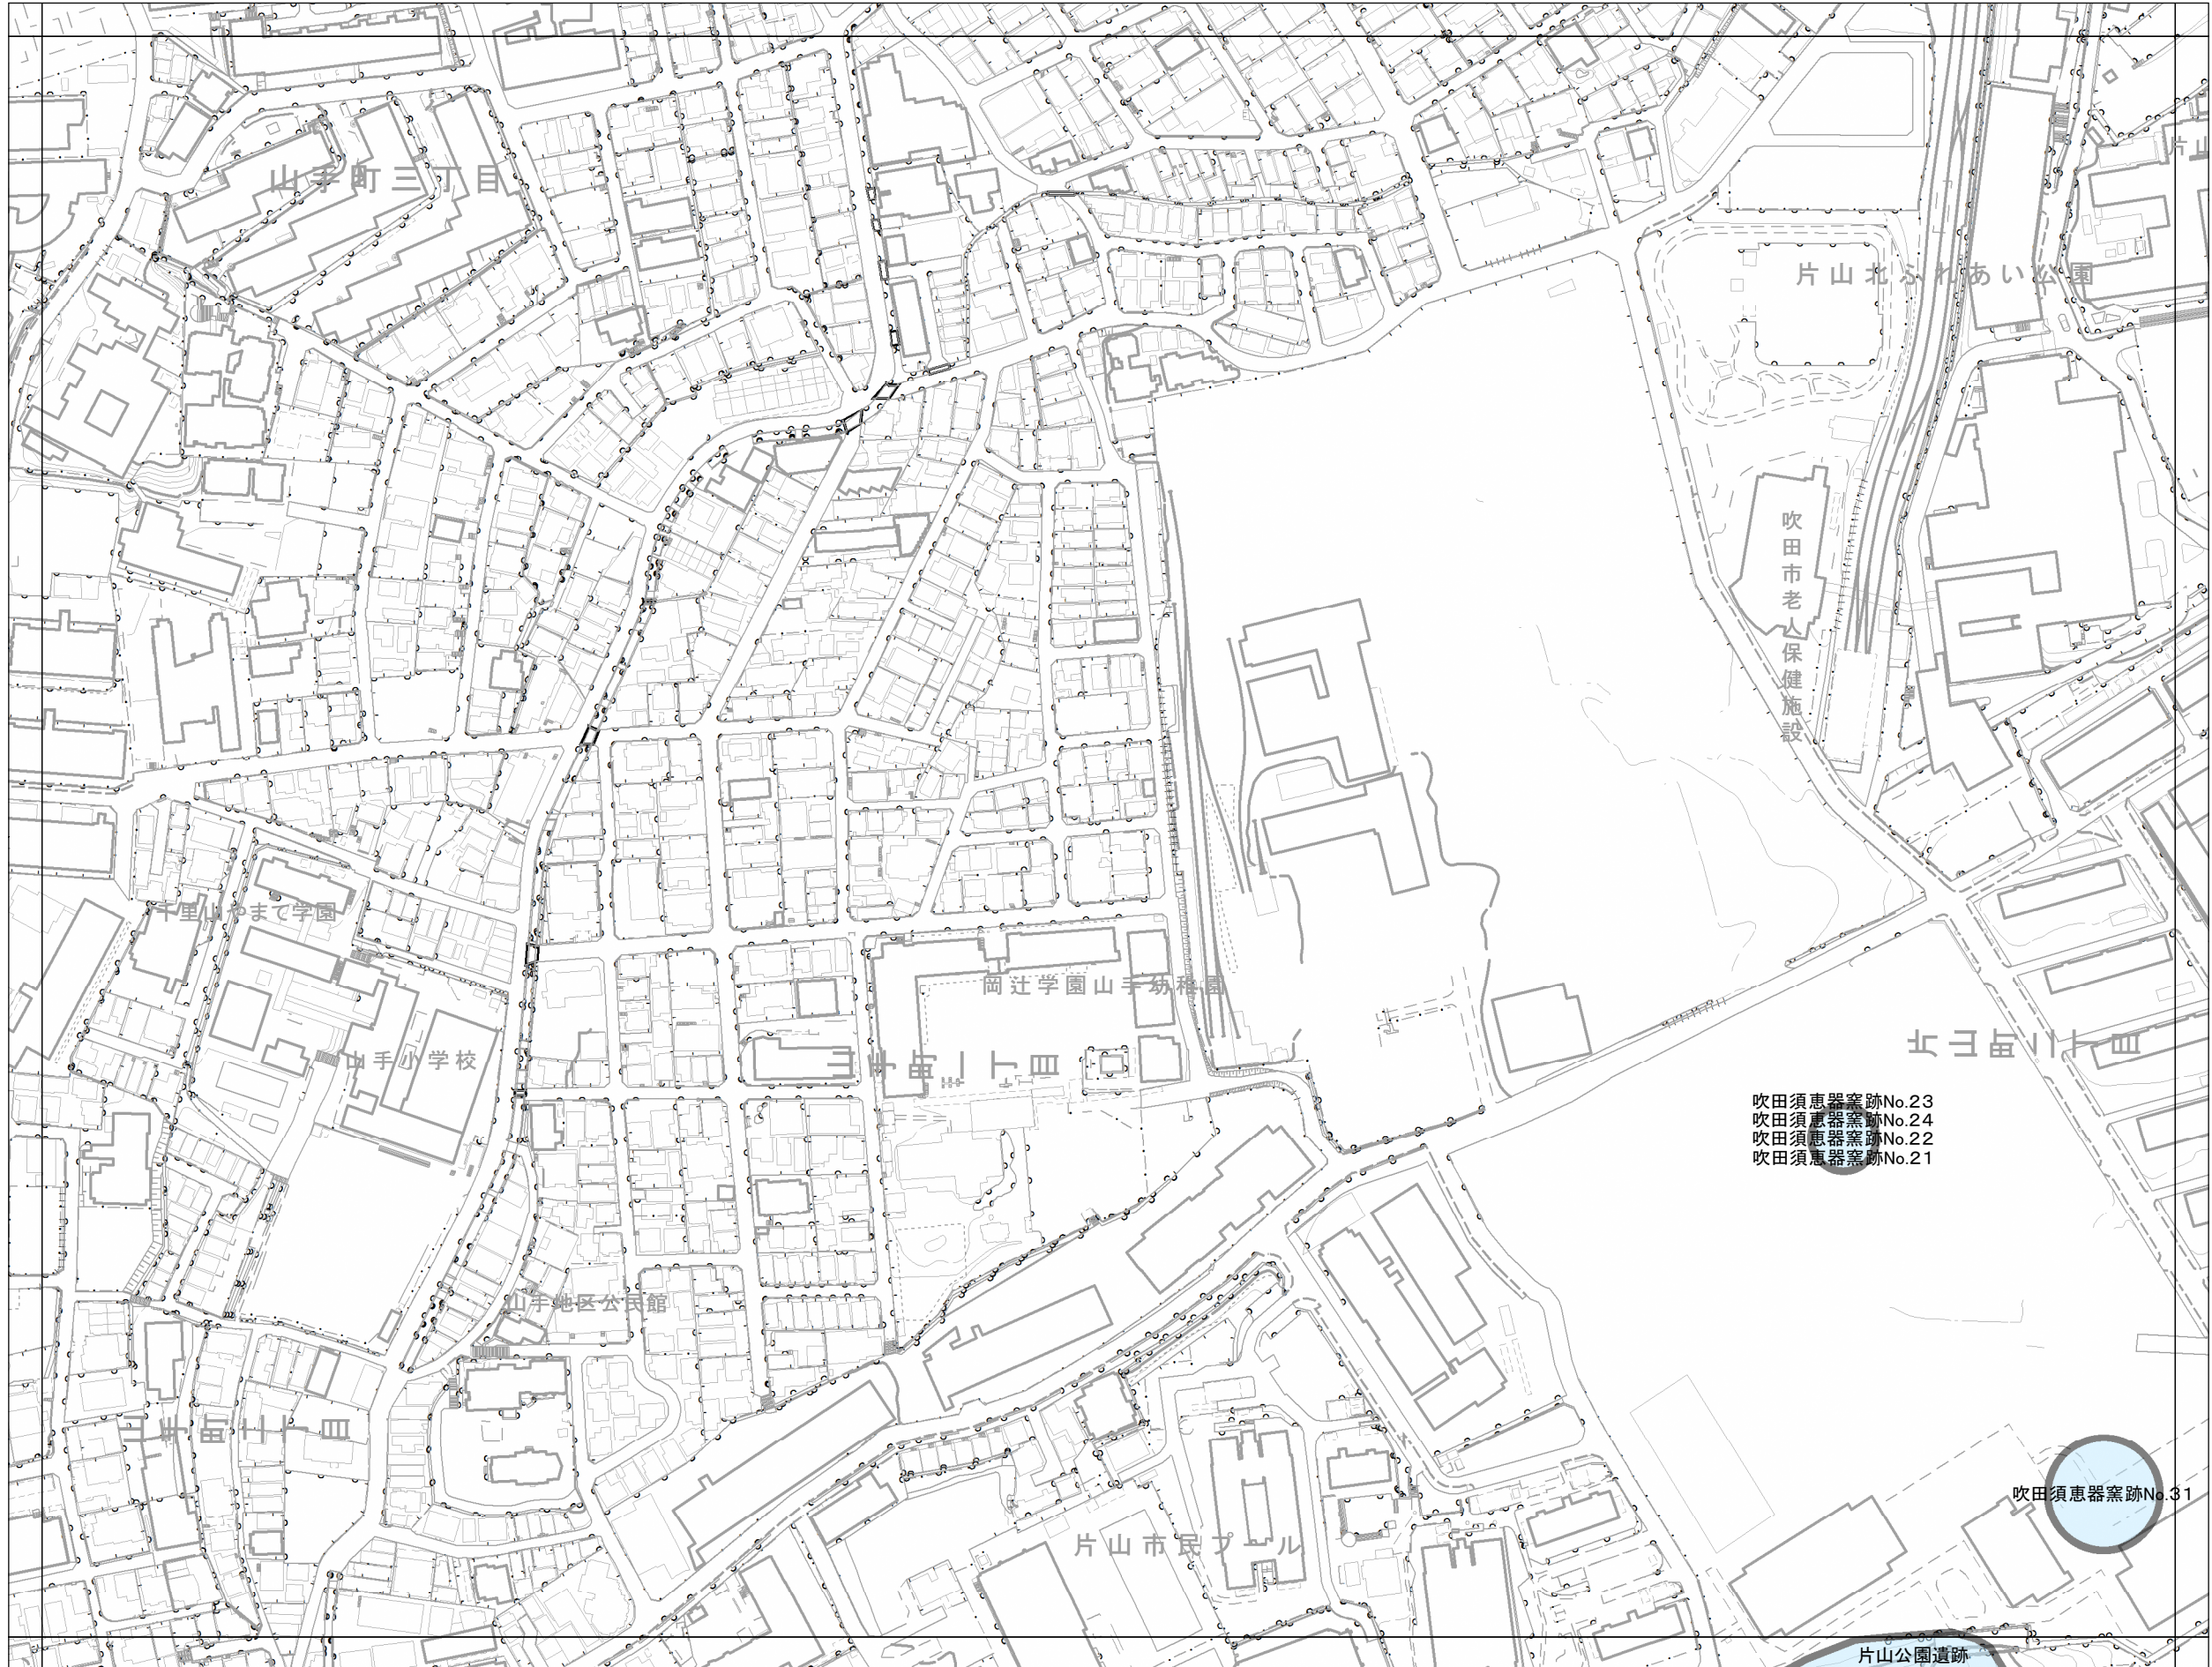 山手町三丁目
片山北ふれあい公園
吹田市老人保健施設
千里山やまて学園
岡辻学園山手幼稚園
山手小学校
山手町一丁目
片山町二丁目
吹田須恵器窯跡No.23
吹田須恵器窯跡No.24
吹田須恵器窯跡No.22
吹田須恵器窯跡No.21
山手地区公民館
山手町二丁目
吹田須恵器窯跡No.31
片山市民プール
片山公園遺跡